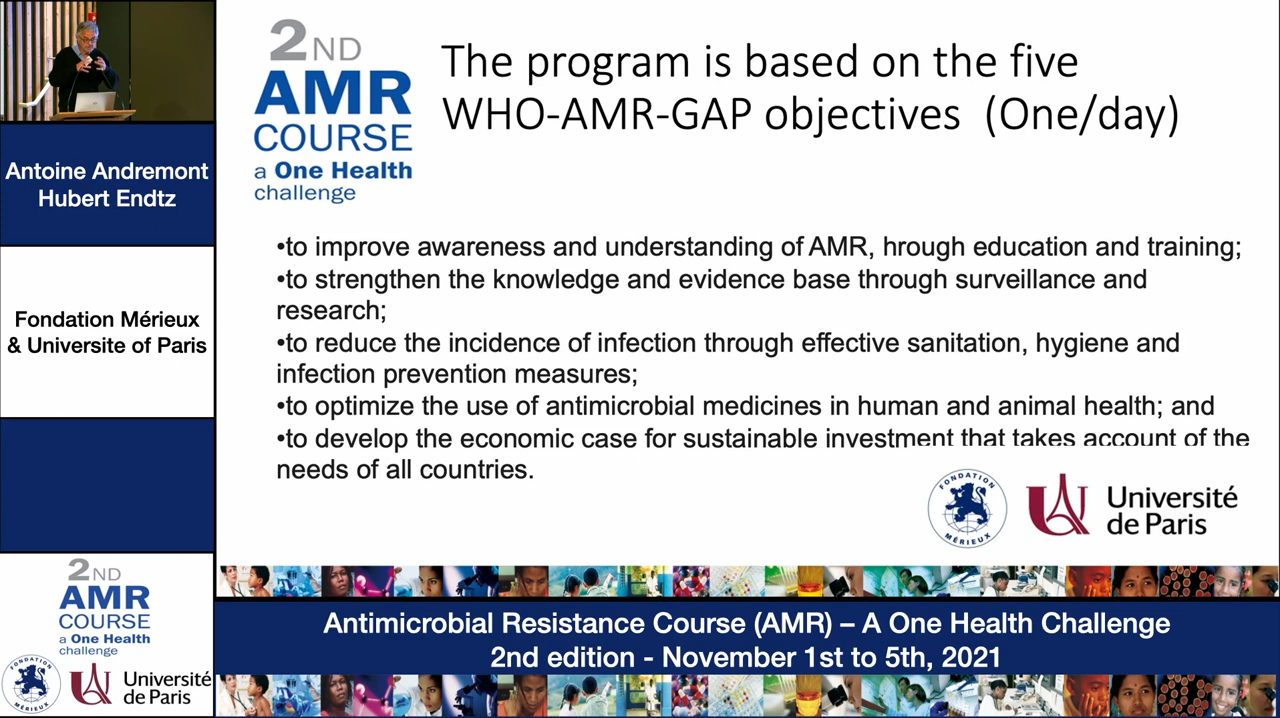 2ND
AMR
COURSE
a One Health
challenge
The program is based on the five
WHO-AMR-GAP objectives (One/day)
Antoine Andremont
Hubert Endtz
Fondation Mérieux
& Universite of Paris
•to improve awareness and understanding of AMR, hrough education and training;
•to strengthen the knowledge and evidence base through surveillance and
research;
•to reduce the incidence of infection through effective sanitation, hygiene and
infection prevention measures;
•to optimize the use of antimicrobial medicines in human and animal health; and
•to develop the economic case for sustainable investment that takes account of the
needs of all countries.
FONDATION
MÉRIEUX
Université
de Paris
2ND
AMR
COURSE
a One Health
challenge
FONDATION
MÉRIEUX
Université
de Paris
Antimicrobial Resistance Course (AMR) – A One Health Challenge
2nd edition - November 1st to 5th, 2021